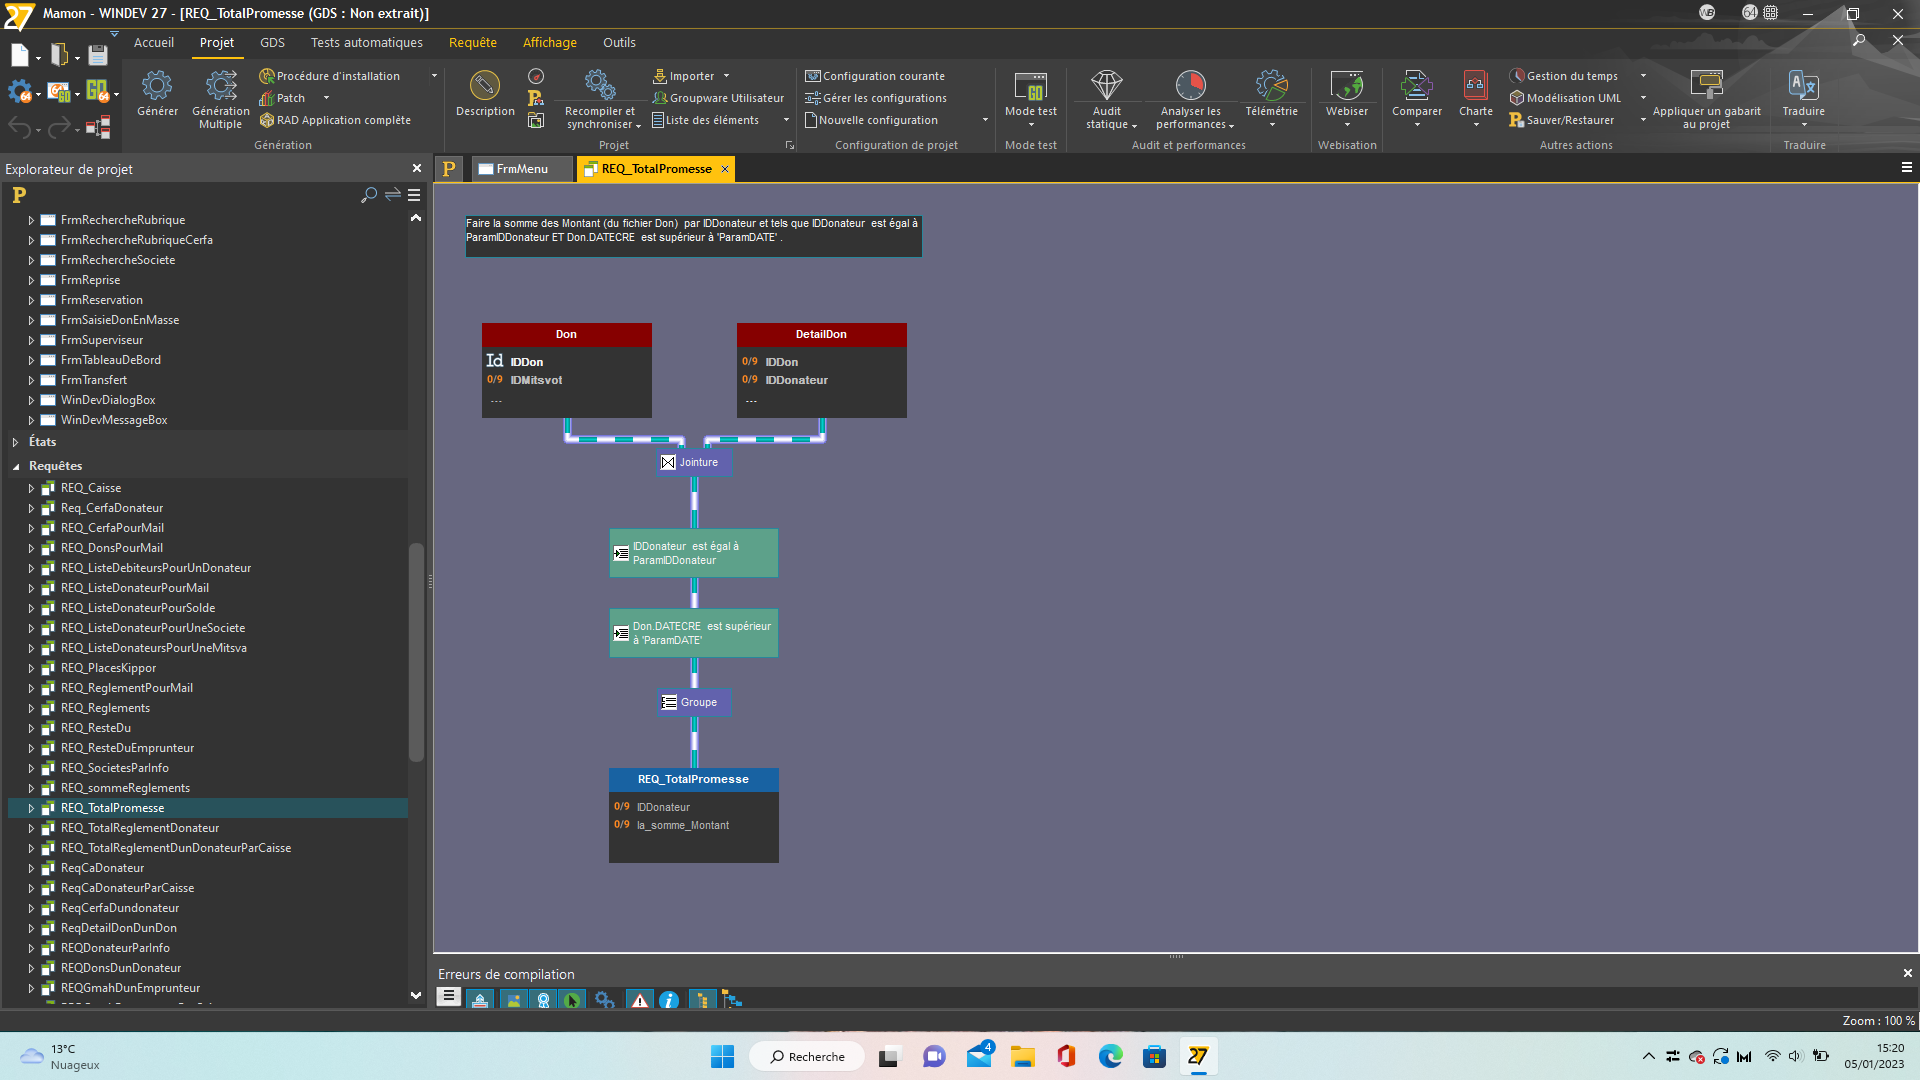 Mamon - WINDEV 27 - [REQ_TotalPromesse (GDS : Non extrait)]
Accueil Projet GDS Tests automatiques Requête Affichage Outils
Générer
Génération Multiple
Procédure d'installation
Patch
RAD Application complète
Génération
Description
Recompiler et synchroniser
Importer
Groupware Utilisateur
Liste des éléments
Projet
Configuration courante
Gérer les configurations
Nouvelle configuration
Configuration de projet
Mode test
Mode test
Audit statique
Analyser les performances
Télémétrie
Audit et performances
Webiser
Webisation
Comparer
Charte
Gestion du temps
Modélisation UML
Sauver/Restaurer
Appliquer un gabarit au projet
Autres actions
Traduire
Traduire
Explorateur de projet
FrmMenu
REQ_TotalPromesse
FrmRechercheRubrique
FrmRechercheRubriqueCerfa
FrmRechercheSociete
FrmReprise
FrmReservation
FrmSaisieDonEnMasse
FrmSuperviseur
FrmTableauDeBord
FrmTransfert
WinDevDialogBox
WinDevMessageBox
États
Requêtes
REQ_Caisse
Req_CerfaDonateur
REQ_CerfaPourMail
REQ_DonsPourMail
REQ_ListeDebiteursPourUnDonateur
REQ_ListeDonateurPourMail
REQ_ListeDonateurPourSolde
REQ_ListeDonateurPourUneSociete
REQ_ListeDonateursPourUneMitsva
REQ_PlacesKippor
REQ_ReglementPourMail
REQ_Reglements
REQ_ResteDu
REQ_ResteDuEmprunteur
REQ_SocietesParInfo
REQ_sommeReglements
REQ_TotalPromesse
REQ_TotalReglementDonateur
REQ_TotalReglementDunDonateurParCaisse
ReqCaDonateur
ReqCaDonateurParCaisse
ReqCerfaDundonateur
ReqDetailDonDunDon
REQDonateurParInfo
REQDonsDunDonateur
REQGmahDunEmprunteur
Faire la somme des Montant (du fichier Don) par IDDonateur et tels que IDDonateur est égal à
ParamIDDonateur ET Don.DATECRE est supérieur à 'ParamDATE' .
Don
Id IDDon
0/9 IDMitsvot
---
DetailDon
0/9 IDDon
0/9 IDDonateur
---
Jointure
IDDonateur est égal à
ParamIDDonateur
Don.DATECRE est supérieur
à 'ParamDATE'
Groupe
REQ_TotalPromesse
0/9 IDDonateur
0/9 la_somme_Montant
Erreurs de compilation
Zoom : 100 %
13°C
Nuageux
Recherche
4
27
15:20
05/01/2023